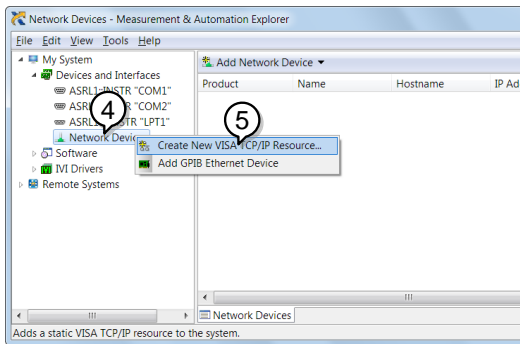 Network Devices - Measurement & Automation Explorer
File Edit View Tools Help
My System
Devices and Interfaces
ASRL1::INSTR "COM1"
"COM2"
INSTR "LPT1"
Network
Software
IVI Drivers
Remote Systems
4
Add Network Device
Product Name Hostname IP Ad
5
Create New VISA TCP/IP Resource...
Add GPIB Ethernet Device
Network Devices
Adds a static VISA TCP/IP resource to the system.